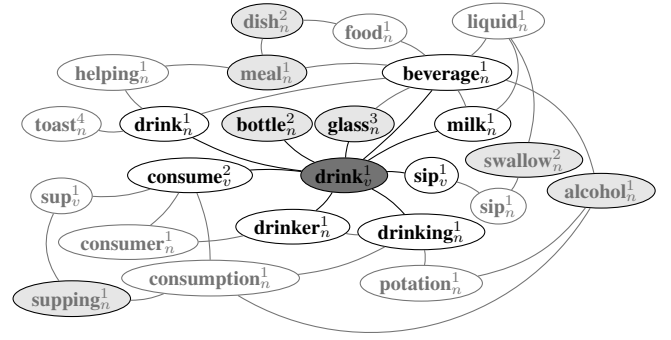 dish²ₙ
food¹ₙ
liquid¹ₙ
helping¹ₙ
meal¹ₙ
beverage¹ₙ
toast⁴ₙ
drink¹ₙ
bottle²ₙ
glass³ₙ
milk¹ₙ
swallow²ₙ
consume²ᵥ
drink¹ᵥ
sip¹ᵥ
alcohol¹ₙ
sup¹ᵥ
sip¹ₙ
consumer¹ₙ
drinker¹ₙ
drinking¹ₙ
supping¹ₙ
consumption¹ₙ
potation¹ₙ